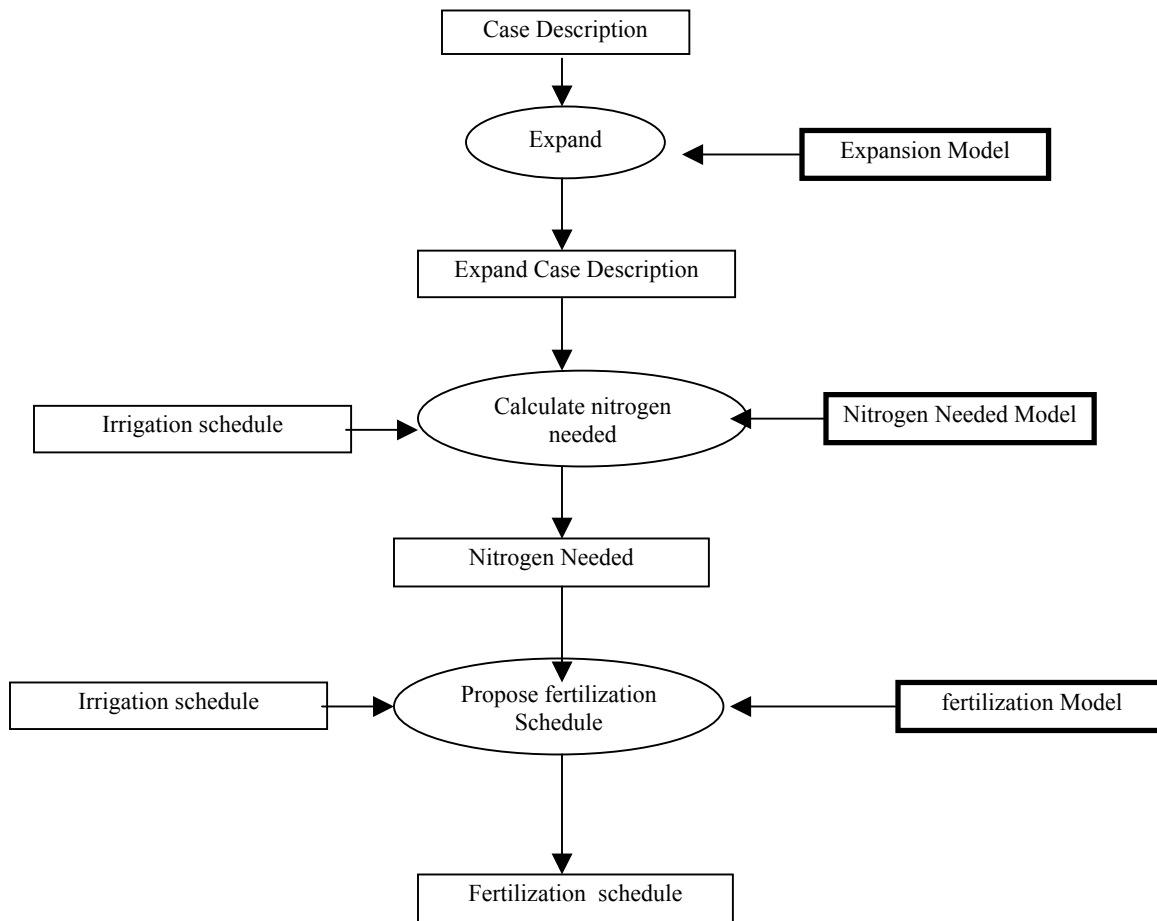 Case Description
Expand
Expansion Model
Expand Case Description
Irrigation schedule
Calculate nitrogen
needed
Nitrogen Needed Model
Nitrogen Needed
Irrigation schedule
Propose fertilization
Schedule
fertilization Model
Fertilization schedule